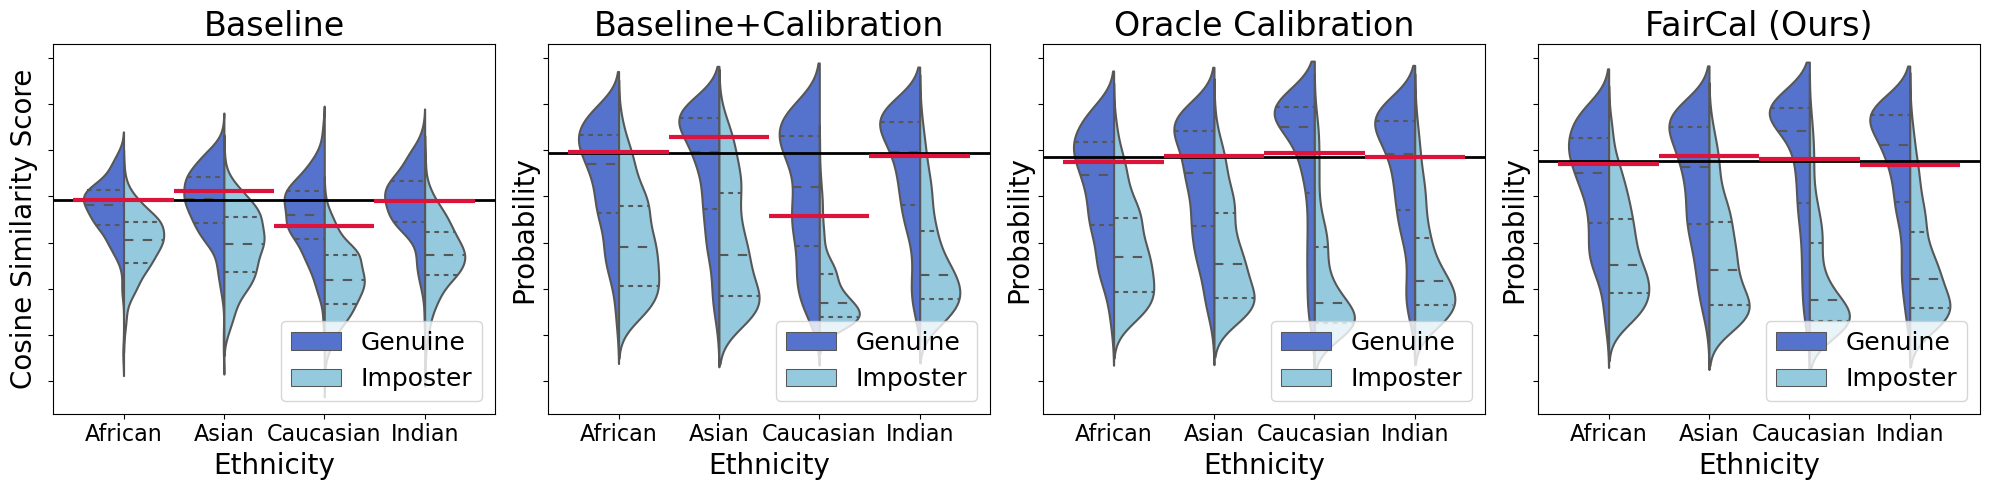 Baseline
Cosine Similarity Score
African Asian Caucasian Indian
Ethnicity
Genuine
Imposter
Baseline+Calibration
Probability
African Asian Caucasian Indian
Ethnicity
Genuine
Imposter
Oracle Calibration
Probability
African Asian Caucasian Indian
Ethnicity
Genuine
Imposter
FairCal (Ours)
Probability
African Asian Caucasian Indian
Ethnicity
Genuine
Imposter